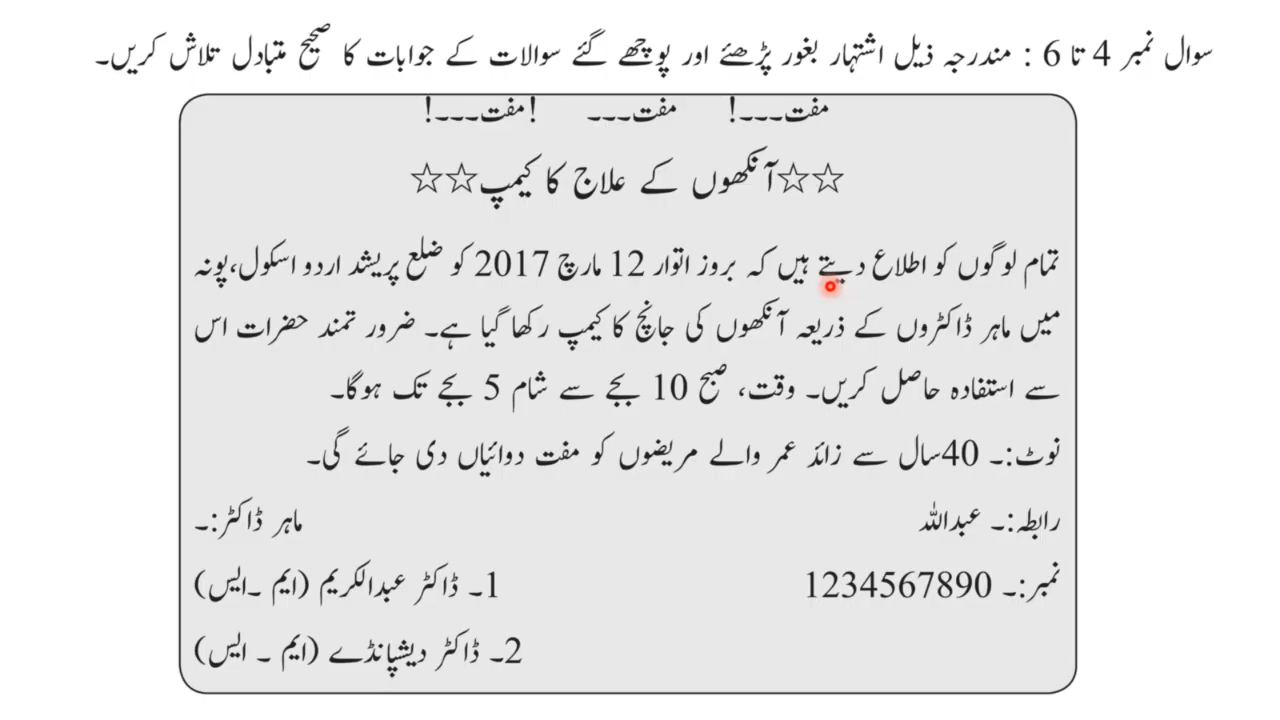 سوال نمبر 4 تا 6 : مندرجہ ذیل اشتہار بغور پڑھئے اور پوچھے گئے سوالات کے جوابات کا صحیح متبادل تلاش کریں۔
مفت۔۔۔! مفت۔۔۔ !مفت۔۔۔!
☆☆آنکھوں کے علاج کا کیمپ☆☆
تمام لوگوں کو اطلاع دیتے ہیں کہ بروز اتوار 12 مارچ 2017 کو ضلع پریشد اردو اسکول،پونہ
میں ماہر ڈاکٹروں کے ذریعہ آنکھوں کی جانچ کا کیمپ رکھا گیا ہے۔ ضرور تمند حضرات اس
سے استفادہ حاصل کریں۔ وقت، صبح 10 بجے سے شام 5 بجے تک ہوگا۔
نوٹ:۔ 40سال سے زائد عمر والے مریضوں کو مفت دوائیاں دی جائے گی۔
رابطہ:۔ عبداللہ ماہر ڈاکٹر:۔
نمبر:۔ 1234567890 1۔ ڈاکٹر عبدالکریم (ایم ۔ایس)
2۔ ڈاکٹر دیشپانڈے (ایم ۔ ایس)